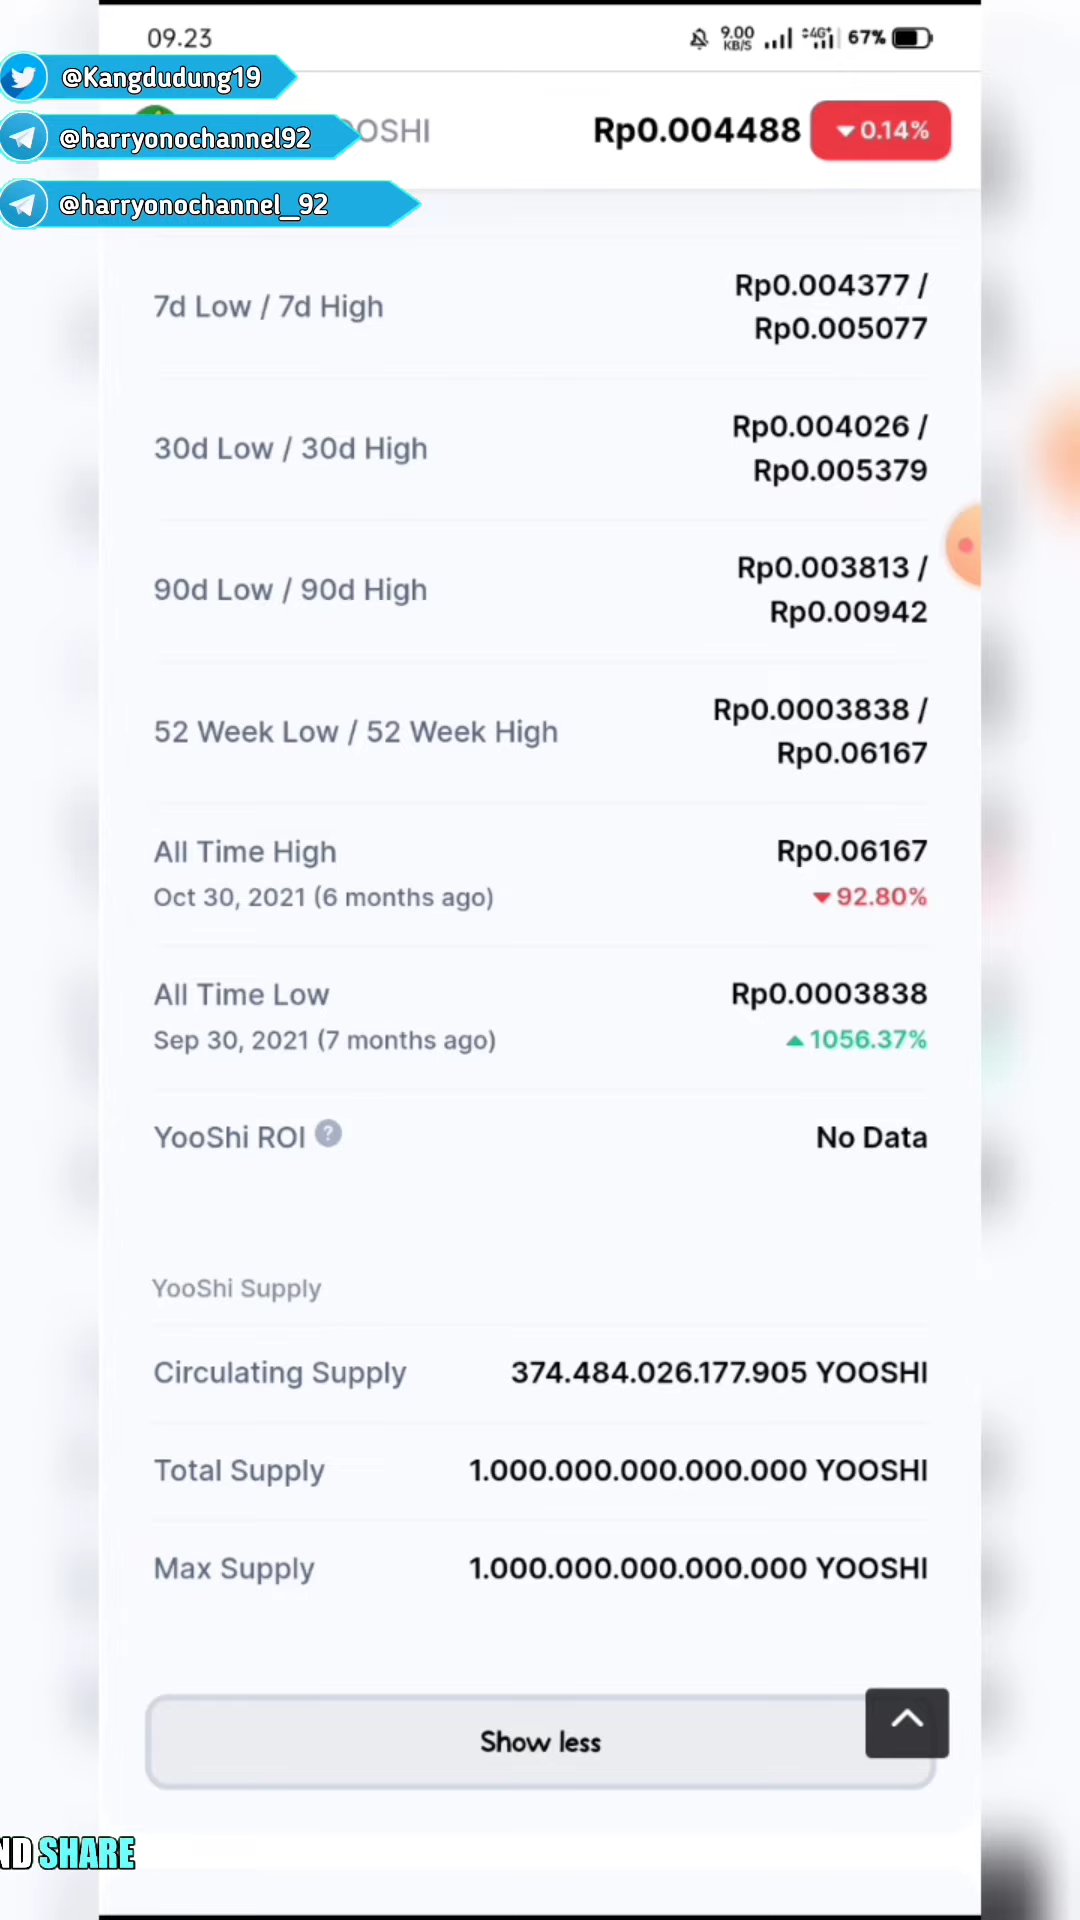 09.23
9.00
KB/S
4G+
67%
@Kangdudung19
OOSHI
Rp0.004488
0.14%
@harryonochannel92
@harryonochannel_92
7d Low / 7d High
Rp0.004377 /
Rp0.005077
30d Low / 30d High
Rp0.004026 /
Rp0.005379
90d Low / 90d High
Rp0.003813 /
Rp0.00942
52 Week Low / 52 Week High
Rp0.0003838 /
Rp0.06167
All Time High
Rp0.06167
Oct 30, 2021 (6 months ago)
92.80%
All Time Low
Rp0.0003838
Sep 30, 2021 (7 months ago)
1056.37%
YooShi ROI ?
No Data
YooShi Supply
Circulating Supply
374.484.026.177.905 YOOSHI
Total Supply
1.000.000.000.000.000 YOOSHI
Max Supply
1.000.000.000.000.000 YOOSHI
Show less
ND SHARE